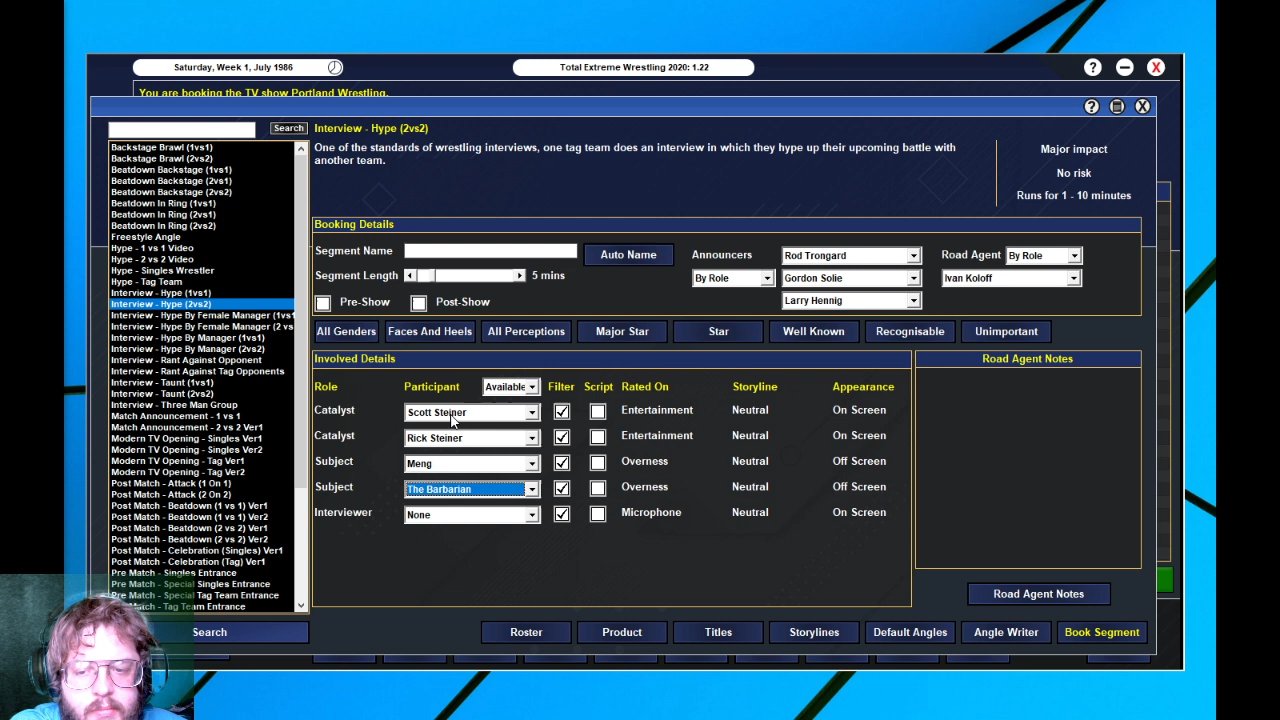 Saturday, Week 1, July 1986
Total Extreme Wrestling 2020: 1.22
?
X
You are booking the TV show Portland Wrestling.
?
X
Search
Interview - Hype (2vs2)
One of the standards of wrestling interviews, one tag team does an interview in which they hype up their upcoming battle with
another team.
Major impact
No risk
Runs for 1 - 10 minutes
Backstage Brawl (1vs1)
Backstage Brawl (2vs2)
Beatdown Backstage (1vs1)
Beatdown Backstage (2vs1)
Beatdown Backstage (2vs2)
Beatdown In Ring (1vs1)
Beatdown In Ring (2vs1)
Beatdown In Ring (2vs2)
Freestyle Angle
Hype - 1 vs 1 Video
Hype - 2 vs 2 Video
Hype - Singles Wrestler
Hype - Tag Team
Interview - Hype (1vs1)
Interview - Hype (2vs2)
Interview - Hype By Female Manager (1vs1
Interview - Hype By Female Manager (2 vs
Interview - Hype By Manager (1vs1)
Interview - Hype By Manager (2vs2)
Interview - Rant Against Opponent
Interview - Rant Against Tag Opponents
Interview - Taunt (1vs1)
Interview - Taunt (2vs2)
Interview - Three Man Group
Match Announcement - 1 vs 1
Match Announcement - 2 vs 2 Ver1
Modern TV Opening - Singles Ver1
Modern TV Opening - Singles Ver2
Modern TV Opening - Tag Ver1
Modern TV Opening - Tag Ver2
Post Match - Attack (1 On 1)
Post Match - Attack (2 On 2)
Post Match - Beatdown (1 vs 1) Ver1
Post Match - Beatdown (1 vs 1) Ver2
Post Match - Beatdown (2 vs 2) Ver1
Post Match - Beatdown (2 vs 2) Ver2
Post Match - Celebration (Singles) Ver1
Post Match - Celebration (Tag) Ver1
Pre Match - Singles Entrance
Pre Match - Special Singles Entrance
Pre Match - Special Tag Team Entrance
Match - Tag Team Entrance
Search
Booking Details
Segment Name
Auto Name
Announcers
Rod Trongard
Road Agent
By Role
Segment Length
5 mins
By Role
Gordon Solie
Ivan Koloff
Pre-Show
Post-Show
Larry Hennig
All Genders
Faces And Heels
All Perceptions
Major Star
Star
Well Known
Recognisable
Unimportant
Involved Details
Road Agent Notes
Role
Participant
Available
Filter
Script
Rated On
Storyline
Appearance
Catalyst
Scott Steiner
Entertainment
Neutral
On Screen
Catalyst
Rick Steiner
Entertainment
Neutral
On Screen
Subject
Meng
Overness
Neutral
Off Screen
Subject
The Barbarian
Overness
Neutral
Off Screen
Interviewer
None
Microphone
Neutral
On Screen
Road Agent Notes
Roster
Product
Titles
Storylines
Default Angles
Angle Writer
Book Segment